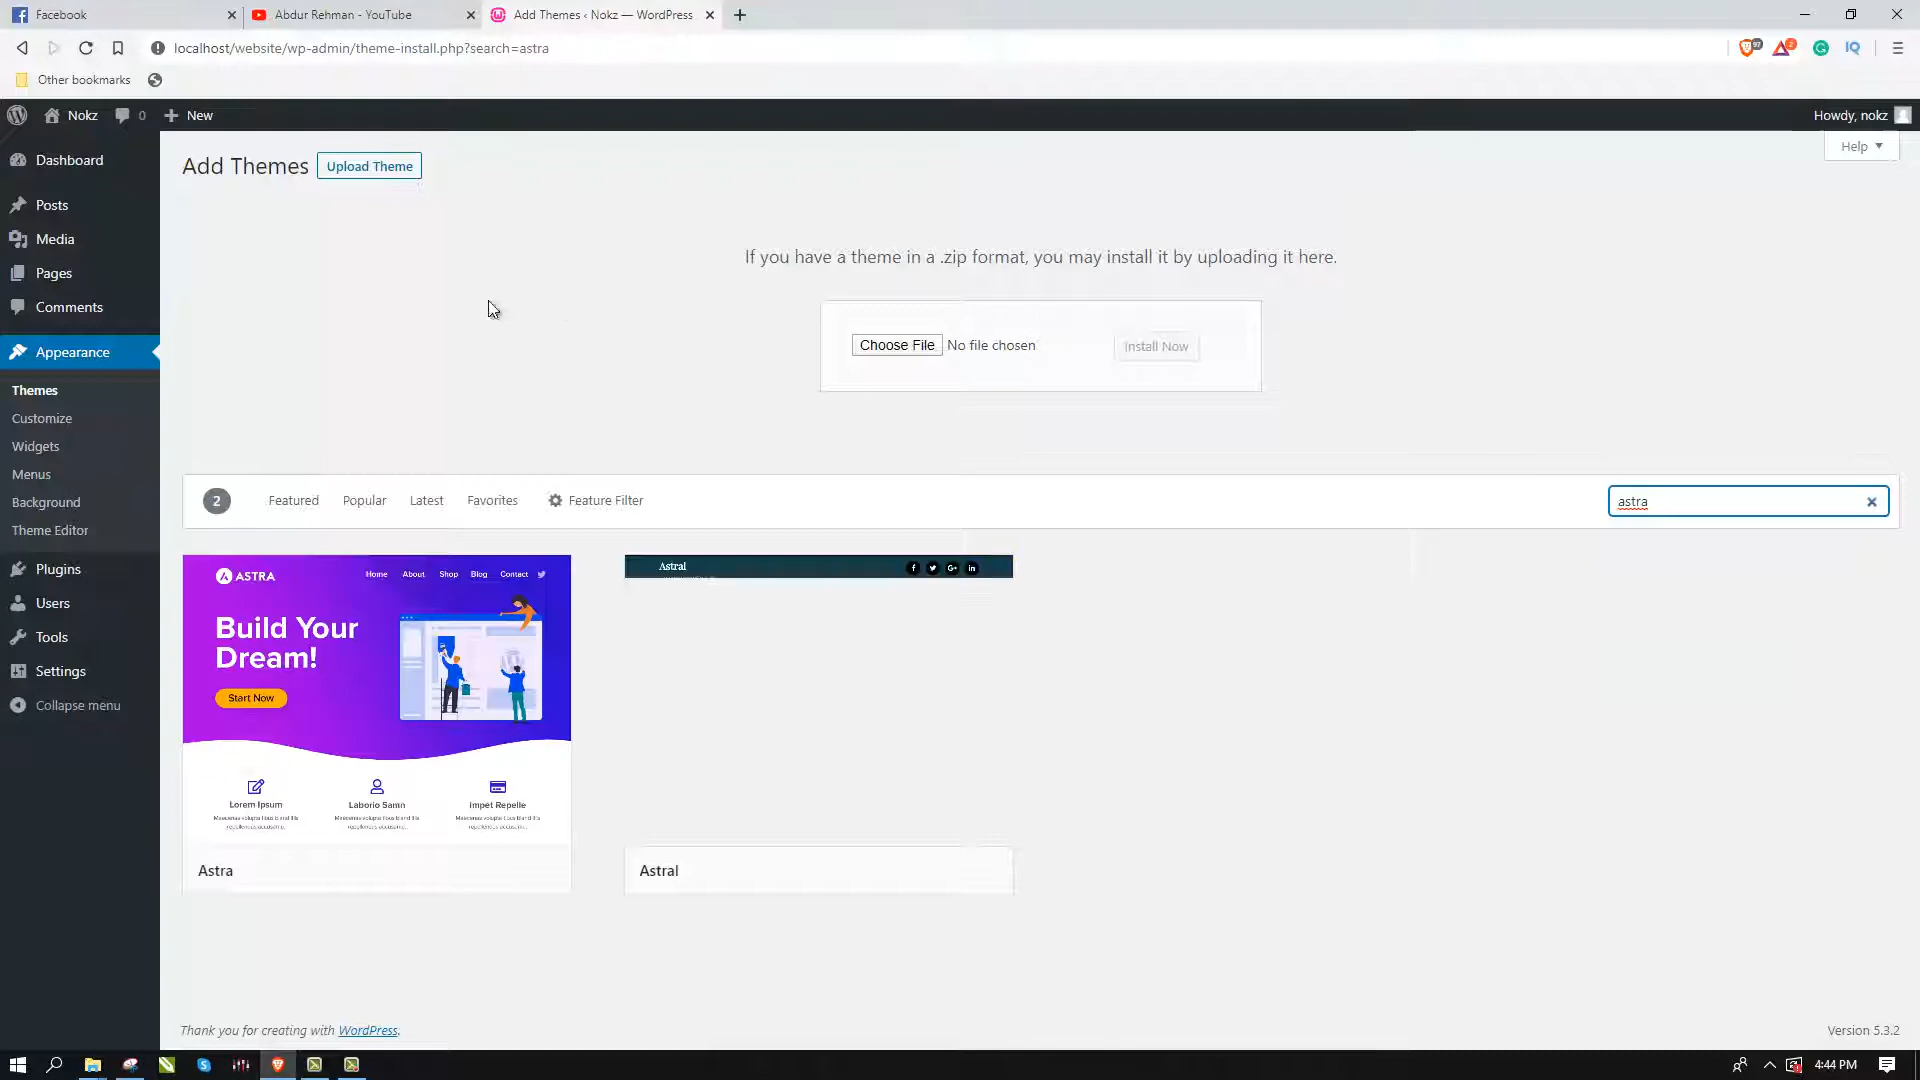 Facebook
Abdur Rehman - YouTube
Add Themes ‹ Nokz — WordPress
localhost/website/wp-admin/theme-install.php?search=astra
97
2
Other bookmarks
Nokz
0
New
Howdy, nokz
Dashboard
Posts
Media
Pages
Comments
Appearance
Themes
Customize
Widgets
Menus
Background
Theme Editor
Plugins
Users
Tools
Settings
Collapse menu
Add Themes
Upload Theme
Help
If you have a theme in a .zip format, you may install it by uploading it here.
Choose File No file chosen
Install Now
2
Featured
Popular
Latest
Favorites
Feature Filter
astra
ASTRA
Home
About
Shop
Blog
Contact
Build Your
Dream!
Start Now
Lorem Ipsum
Laborio Samn
Impet Repelle
Astra
Astral
Astral
Thank you for creating with WordPress.
Version 5.3.2
4:44 PM